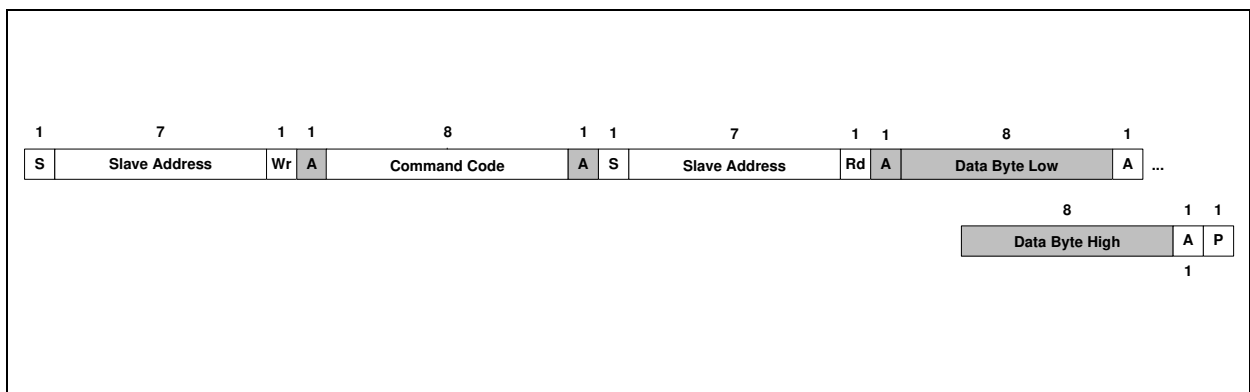 1 7 1 1 8 1 1 7 1 1 8 1
S Slave Address Wr A Command Code A S Slave Address Rd A Data Byte Low A ...
8 1 1
Data Byte High A P
1